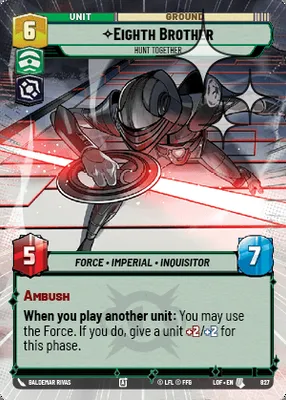 UNIT
GROUND
6
✧EIGHTH BROTHER
HUNT TOGETHER
5
7
FORCE • IMPERIAL • INQUISITOR
AMBUSH
When you play another unit: You may
use the Force. If you do, give a unit +2/+2 for
this phase.
BALDEMAR RIVAS
© LFL © FFG
LOF • EN
827